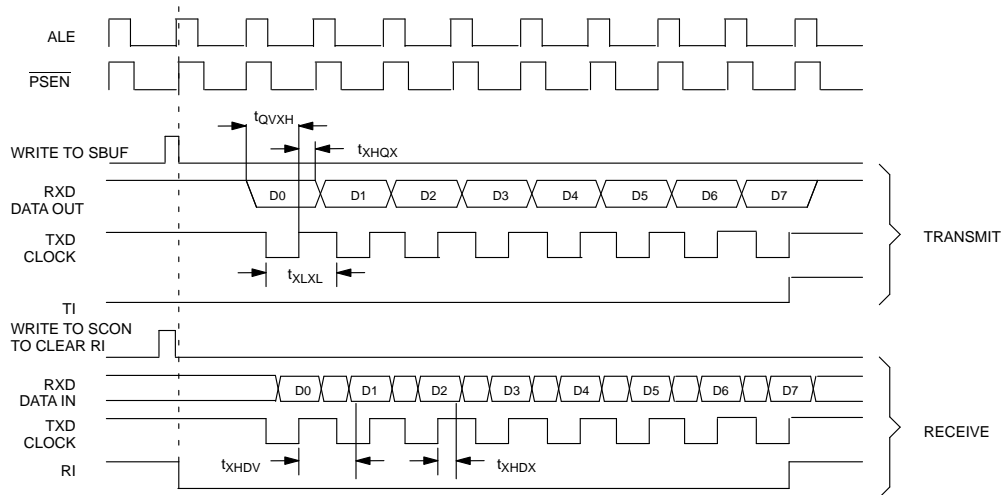 ALE
PSEN
tQVXH
WRITE TO SBUF
tXHQX
RXD
DATA OUT
D0 D1 D2 D3 D4 D5 D6 D7
TXD
CLOCK
TRANSMIT
tXLXL
TI
WRITE TO SCON
TO CLEAR RI
RXD
DATA IN
D0 D1 D2 D3 D4 D5 D6 D7
TXD
CLOCK
RECEIVE
tXHDV
tXHDX
RI